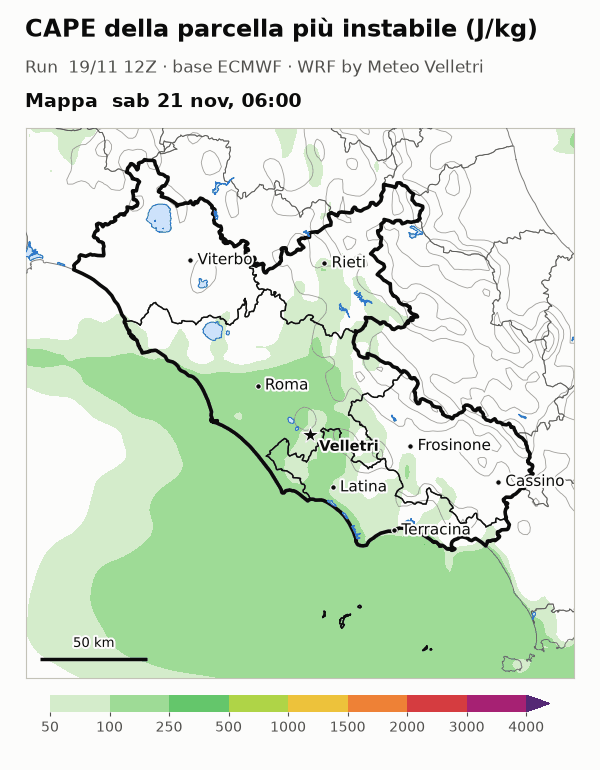 CAPE della parcella più instabile (J/kg)
Run  19/11 12Z · base ECMWF · WRF by Meteo Velletri
Mappa  sab 21 nov, 06:00
Viterbo
Rieti
Roma
Velletri
Frosinone
Latina
Cassino
Terracina
50 km
50 100 250 500 1000 1500 2000 3000 4000